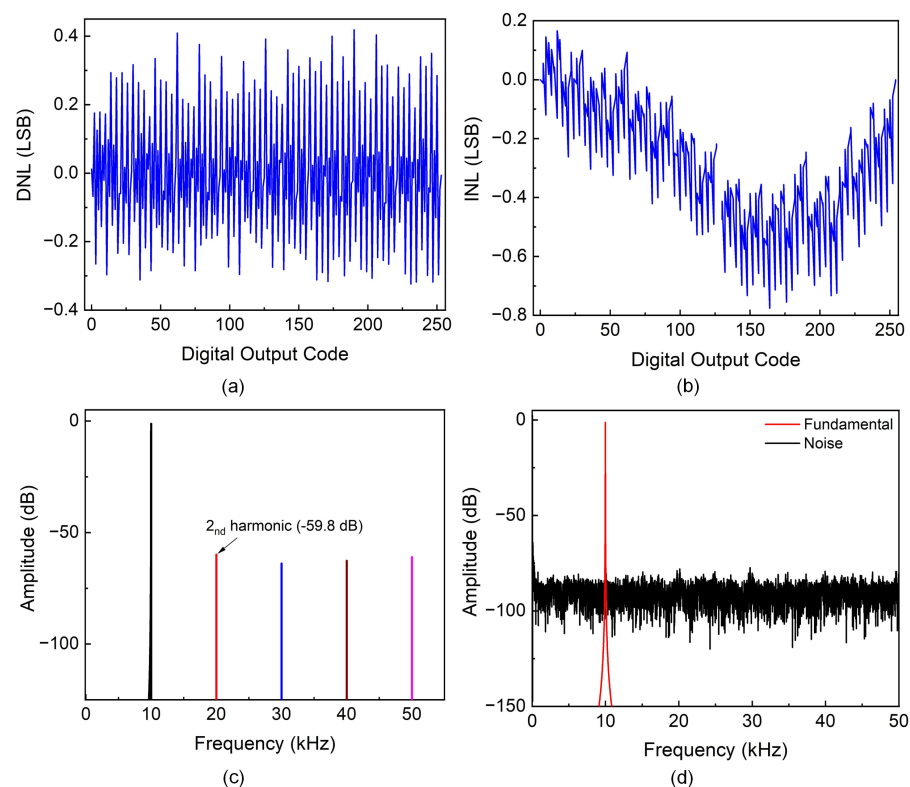 0.4
0.2
0.0
−0.2
−0.4
DNL (LSB)
0 50 100 150 200 250
Digital Output Code
(a)
0.2
0.0
−0.2
−0.4
−0.6
−0.8
INL (LSB)
0 50 100 150 200 250
Digital Output Code
(b)
0
−50
−100
Amplitude (dB)
2nd harmonic (-59.8 dB)
0 10 20 30 40 50
Frequency (kHz)
(c)
0
−50
−100
−150
Amplitude (dB)
Fundamental
Noise
0 10 20 30 40 50
Frequency (kHz)
(d)